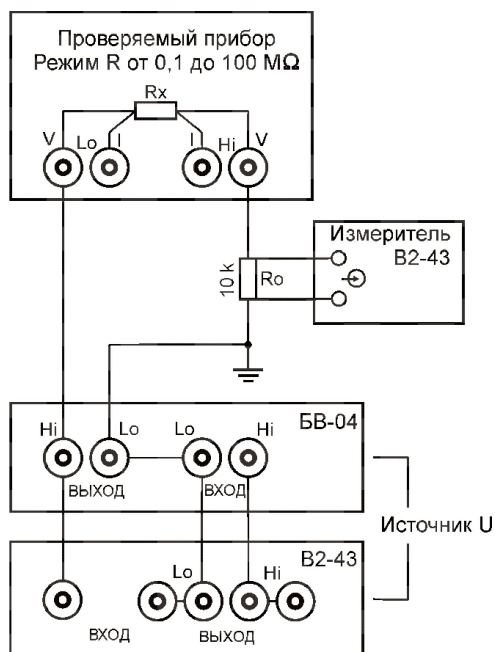 Проверяемый прибор
Режим R от 0,1 до 100 MΩ
Rx
V Lo I I Hi V
Измеритель
В2-43
10 k
Ro
БВ-04
Hi Lo Lo Hi
ВЫХОД ВХОД
Источник U
В2-43
Lo Hi
ВХОД ВЫХОД